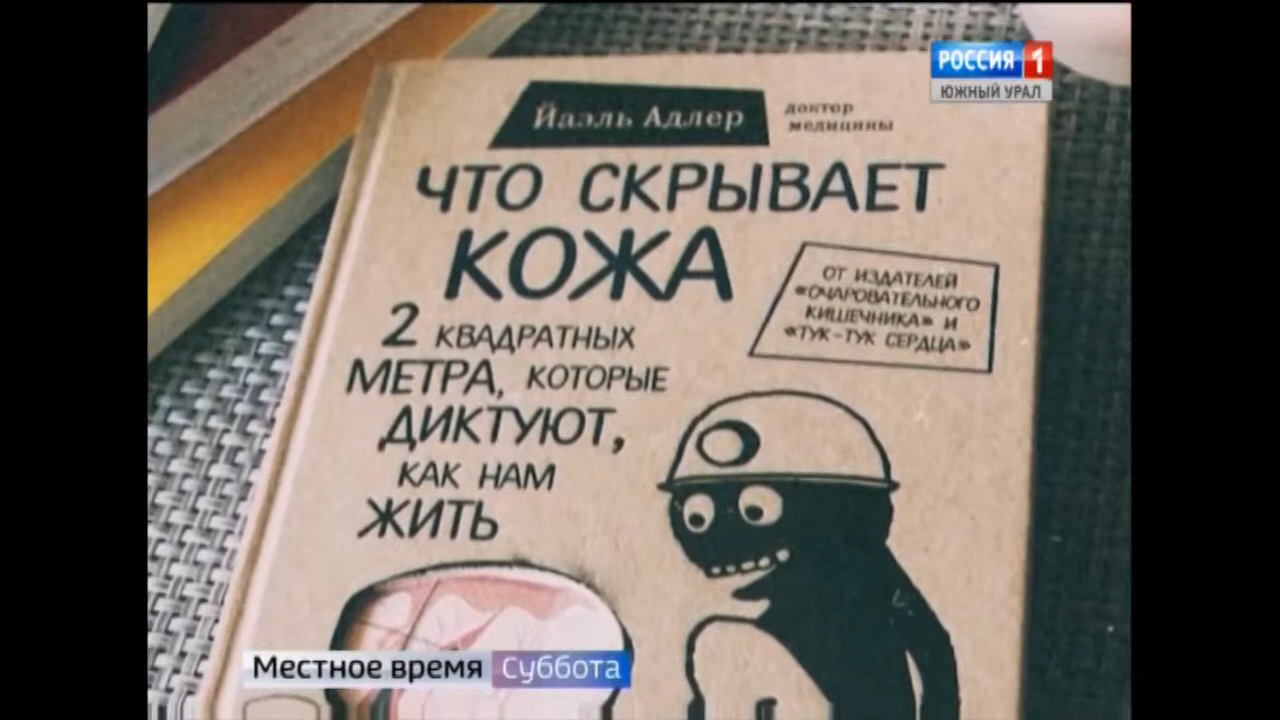 РОССИЯ 1
ЮЖНЫЙ УРАЛ
Йаэль Адлер
доктор
медицины
ЧТО СКРЫВАЕТ
КОЖА
ОТ ИЗДАТЕЛЕЙ
«ОЧАРОВАТЕЛЬНОГО
КИШЕЧНИКА» И
«ТУК-ТУК СЕРДЦА»
2 КВАДРАТНЫХ
МЕТРА, КОТОРЫЕ
ДИКТУЮТ,
КАК НАМ
ЖИТЬ
Местное время Суббота